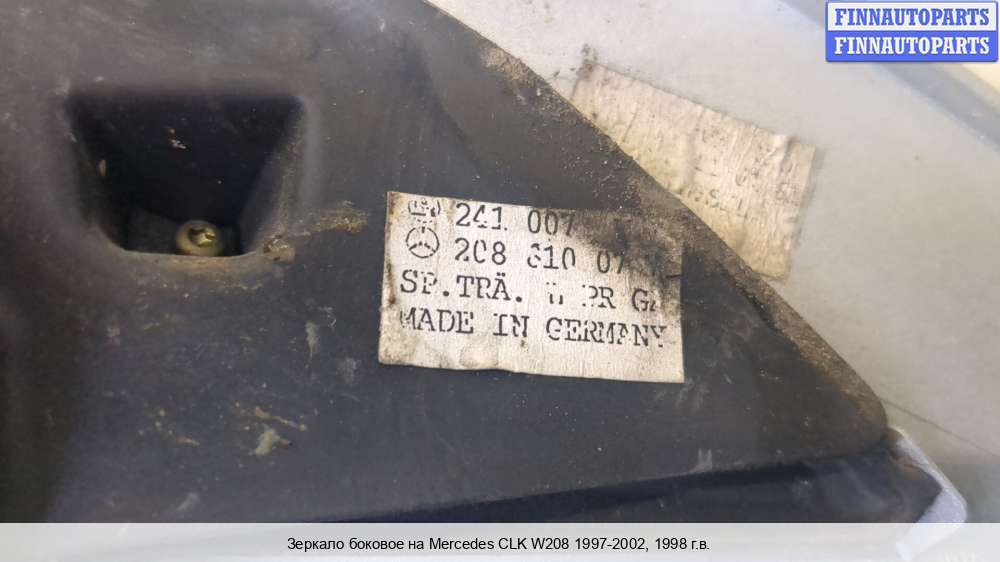 FINNAUTOPARTS
FINNAUTOPARTS
241 007
208 810 07
SP.TRÄ. PR
MADE IN GERMANY
Зеркало боковое на Mercedes CLK W208 1997-2002, 1998 г.в.